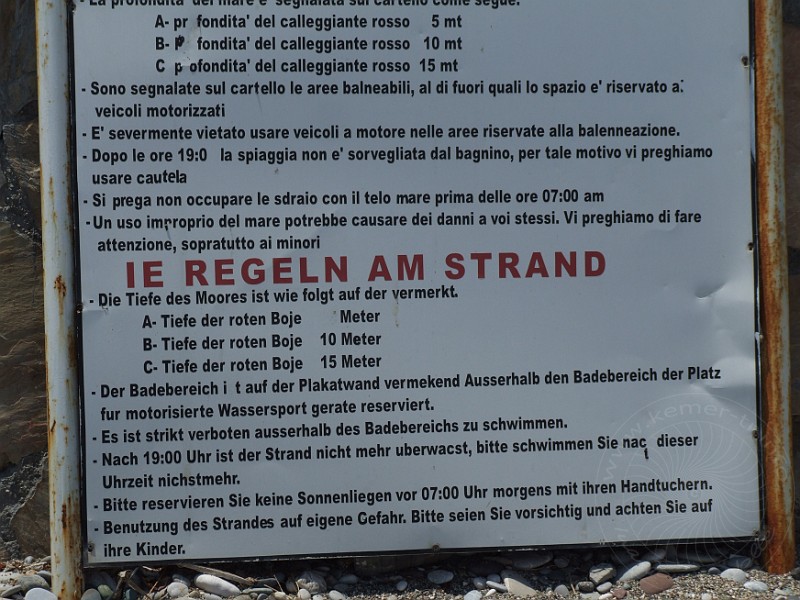 - La profondita' del mare e' segnalata sul cartello come segue:
A- pr fondita' del calleggiante rosso 5 mt
B- p fondita' del calleggiante rosso 10 mt
C p ofondita' del calleggiante rosso 15 mt
- Sono segnalate sul cartello le aree balneabili, al di fuori quali lo spazio e' riservato a:
veicoli motorizzati
- E' severmente vietato usare veicoli a motore nelle aree riservate alla balenneazione.
- Dopo le ore 19:0 la spiaggia non e' sorvegliata dal bagnino, per tale motivo vi preghiamo
usare cautela
- Si prega non occupare le sdraio con il telo mare prima delle ore 07:00 am
-Un uso improprio del mare potrebbe causare dei danni a voi stessi. Vi preghiamo di fare
attenzione, sopratutto ai minori
IE REGELN AM STRAND
- Die Tiefe des Moores ist wie folgt auf der vermerkt.
A- Tiefe der roten Boje Meter
B- Tiefe der roten Boje 10 Meter
C- Tiefe der roten Boje 15 Meter
- Der Badebereich i t auf der Plakatwand vermekend Ausserhalb den Badebereich der Platz
fur motorisierte Wassersport gerate reserviert.
- Es ist strikt verboten ausserhalb des Badebereichs zu schwimmen.
- Nach 19:00 Uhr ist der Strand nicht mehr uberwacst, bitte schwimmen Sie nac dieser
Uhrzeit nichstmehr.
- Bitte reservieren Sie keine Sonnenliegen vor 07:00 Uhr morgens mit ihren Handtuchern.
- Benutzung des Strandes auf eigene Gefahr. Bitte seien Sie vorsichtig und achten Sie auf
ihre Kinder.